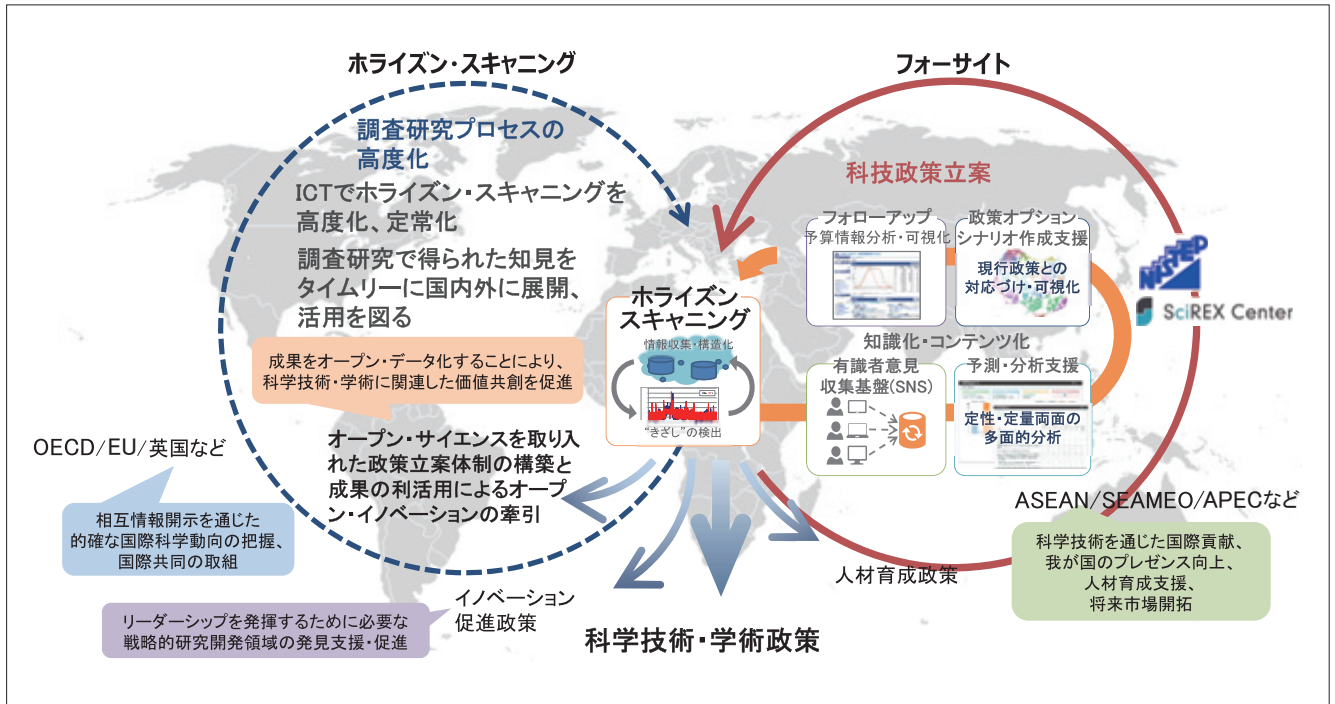 ホライズン・スキャニング
調査研究プロセスの
高度化
ICTでホライズン・スキャニングを
高度化、定常化
調査研究で得られた知見を
タイムリーに国内外に展開、
活用を図る
成果をオープン・データ化することにより、
科学技術・学術に関連した価値共創を促進
オープン・サイエンスを取り入
れた政策立案体制の構築と
成果の利活用によるオープ
ン・イノベーションの牽引
OECD/EU/英国など
相互情報開示を通じた
的確な国際科学動向の把握、
国際共同の取組
リーダーシップを発揮するために必要な
戦略的研究開発領域の発見支援・促進
イノベーション
促進政策
科学技術・学術政策
人材育成政策
ホライズン
スキャニング
情報収集・構造化
“きざし”の検出
フォーサイト
科技政策立案
フォローアップ
予算情報分析・可視化
政策オプション
シナリオ作成支援
現行政策との
対応づけ・可視化
知識化・コンテンツ化
有識者意見
収集基盤(SNS)
予測・分析支援
定性・定量両面の
多面的分析
NISTEP
SciREX Center
ASEAN/SEAMEO/APECなど
科学技術を通じた国際貢献、
我が国のプレゼンス向上、
人材育成支援、
将来市場開拓